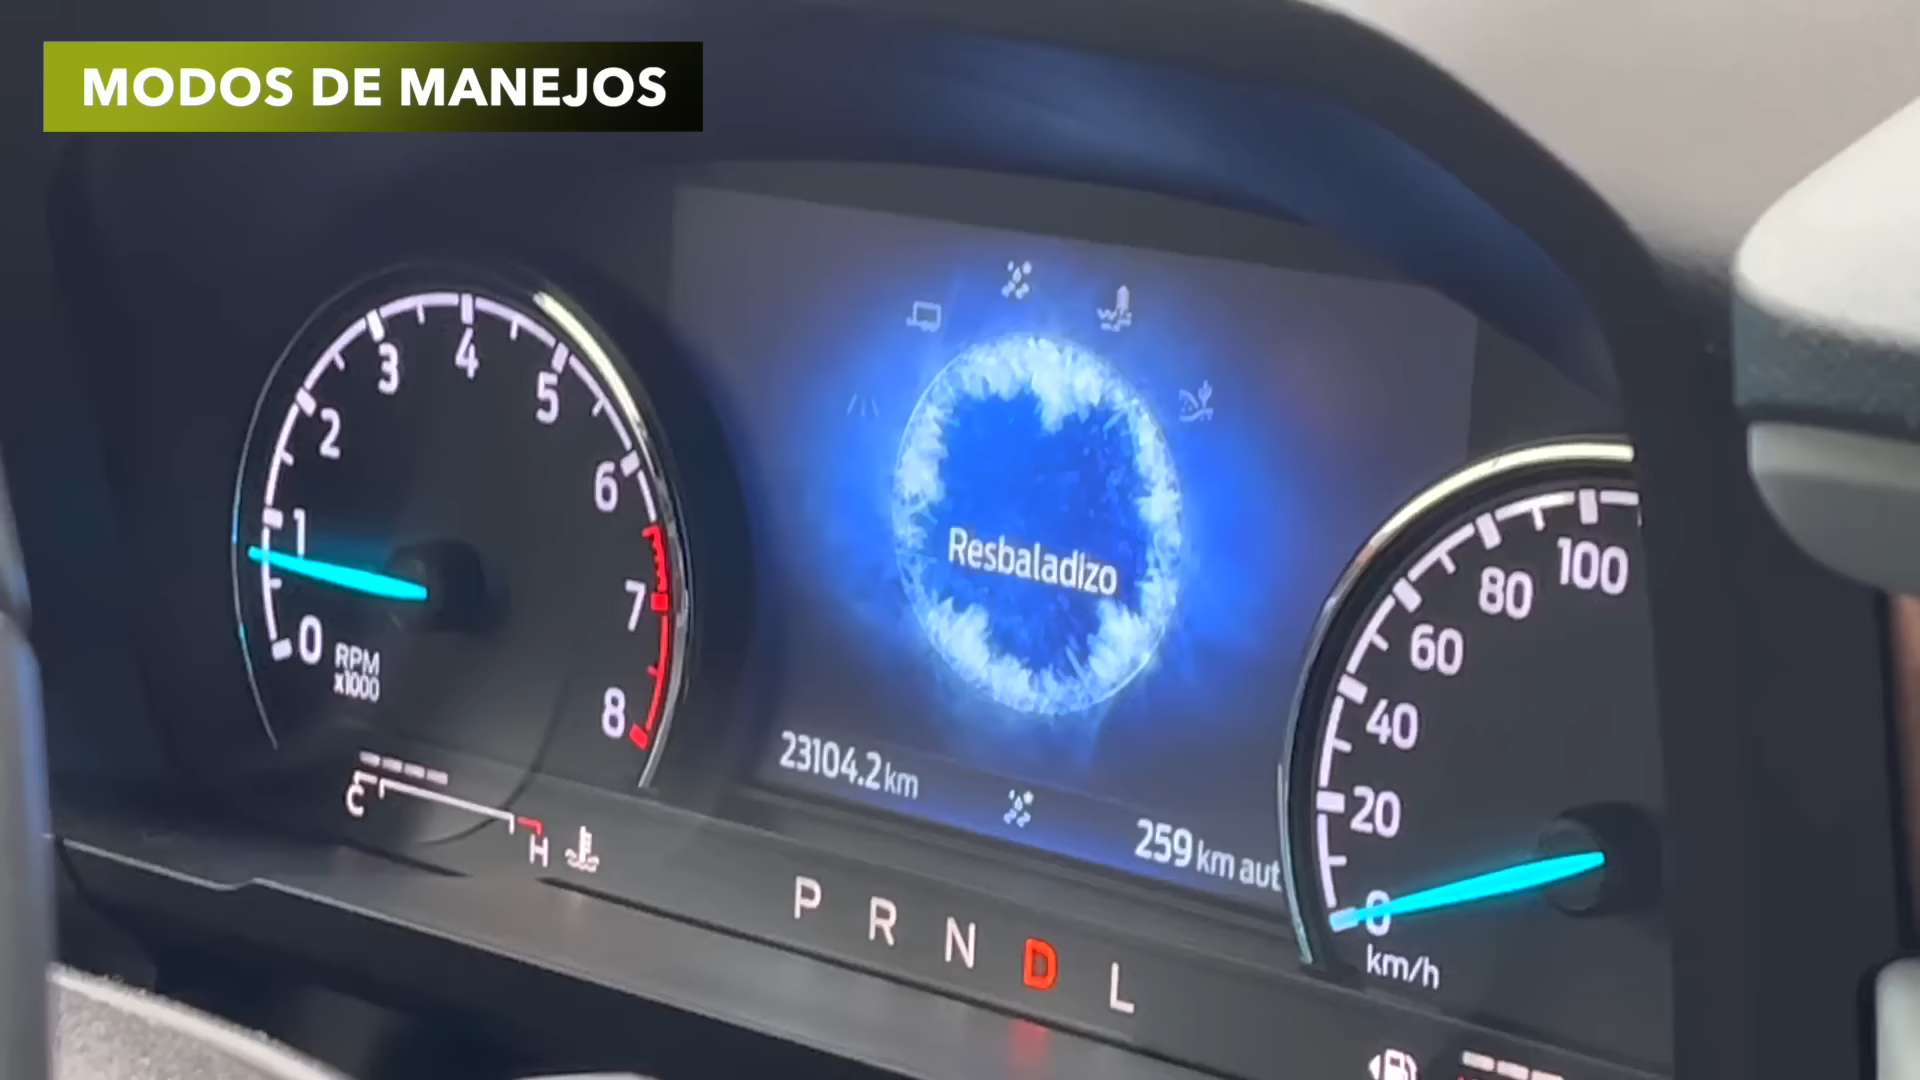 MODOS DE MANEJOS
0 1 2 3 4 5 6 7 8
RPM
x1000
Resbaladizo
23104.2 km
259 km aut
C H
P R N D L
0 20 40 60 80 100
km/h